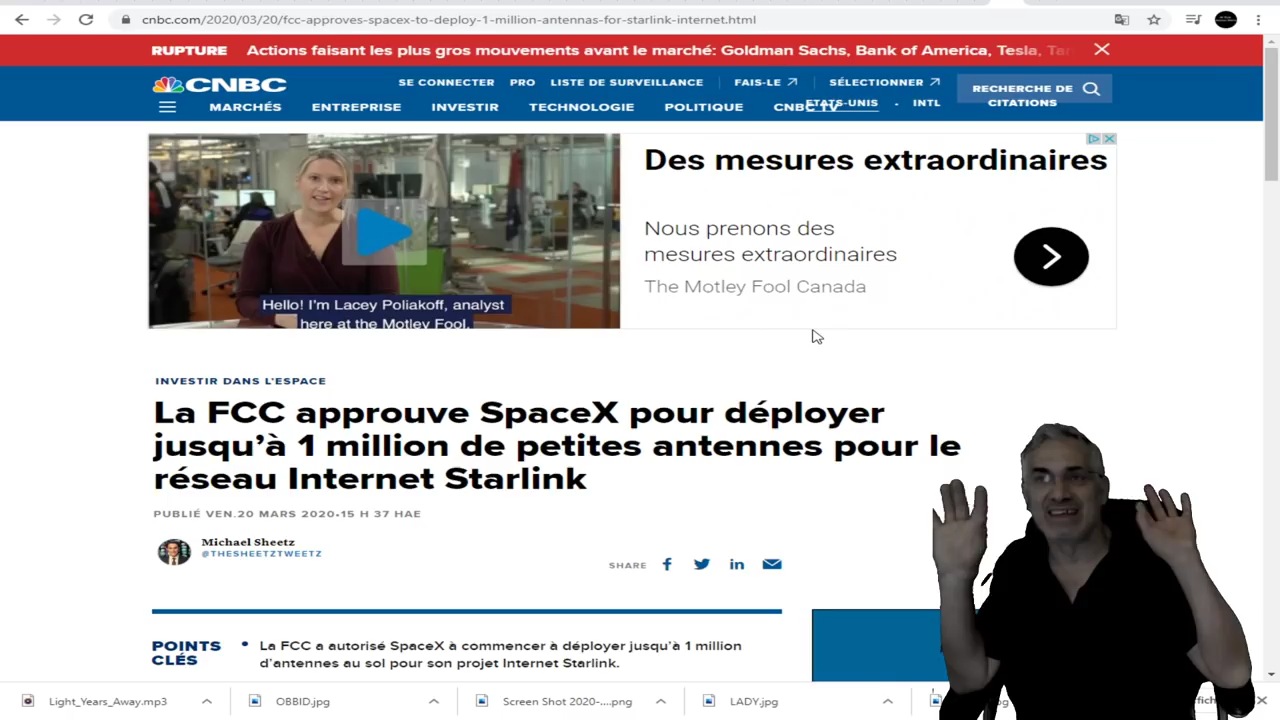 cnbc.com/2020/03/20/fcc-approves-spacex-to-deploy-1-million-antennas-for-starlink-internet.html
RUPTURE Actions faisant les plus gros mouvements avant le marché: Goldman Sachs, Bank of America, Tesla,
CNBC
SE CONNECTER PRO LISTE DE SURVEILLANCE FAIS-LE SÉLECTIONNER
RECHERCHE DE CITATIONS
MARCHÉS ENTREPRISE INVESTIR TECHNOLOGIE POLITIQUE CNBC TV
ETATS-UNIS · INTL
Hello! I'm Lacey Poliakoff, analyst
here at the Motley Fool.
Des mesures extraordinaires
Nous prenons des
mesures extraordinaires
The Motley Fool Canada
INVESTIR DANS L'ESPACE
La FCC approuve SpaceX pour déployer
jusqu'à 1 million de petites antennes pour le
réseau Internet Starlink
PUBLIÉ VEN.20 MARS 2020•15 H 37 HAE
Michael Sheetz
@THESHEETZTWEETZ
SHARE
POINTS
CLÉS
• La FCC a autorisé SpaceX à commencer à déployer jusqu'à 1 million
d'antennes au sol pour son projet Internet Starlink.
Light_Years_Away.mp3 OBBID.jpg Screen Shot 2020-....png LADY.jpg